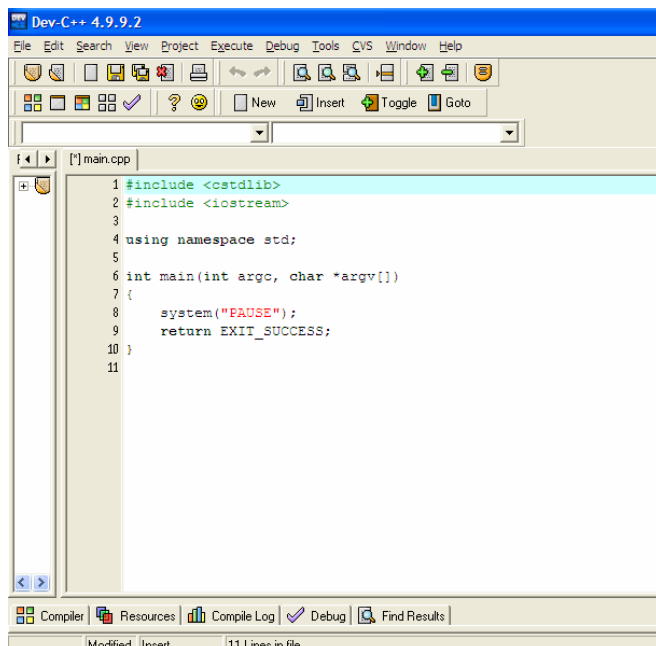 Dev-C++ 4.9.9.2
File Edit Search View Project Execute Debug Tools CVS Window Help
New Insert Toggle Goto
[*] main.cpp
1 #include <cstdlib>
2 #include <iostream>
3
4 using namespace std;
5
6 int main(int argc, char *argv[])
7 {
8     system("PAUSE");
9     return EXIT_SUCCESS;
10 }
11
Compiler Resources Compile Log Debug Find Results
Modified Insert 11 Lines in file